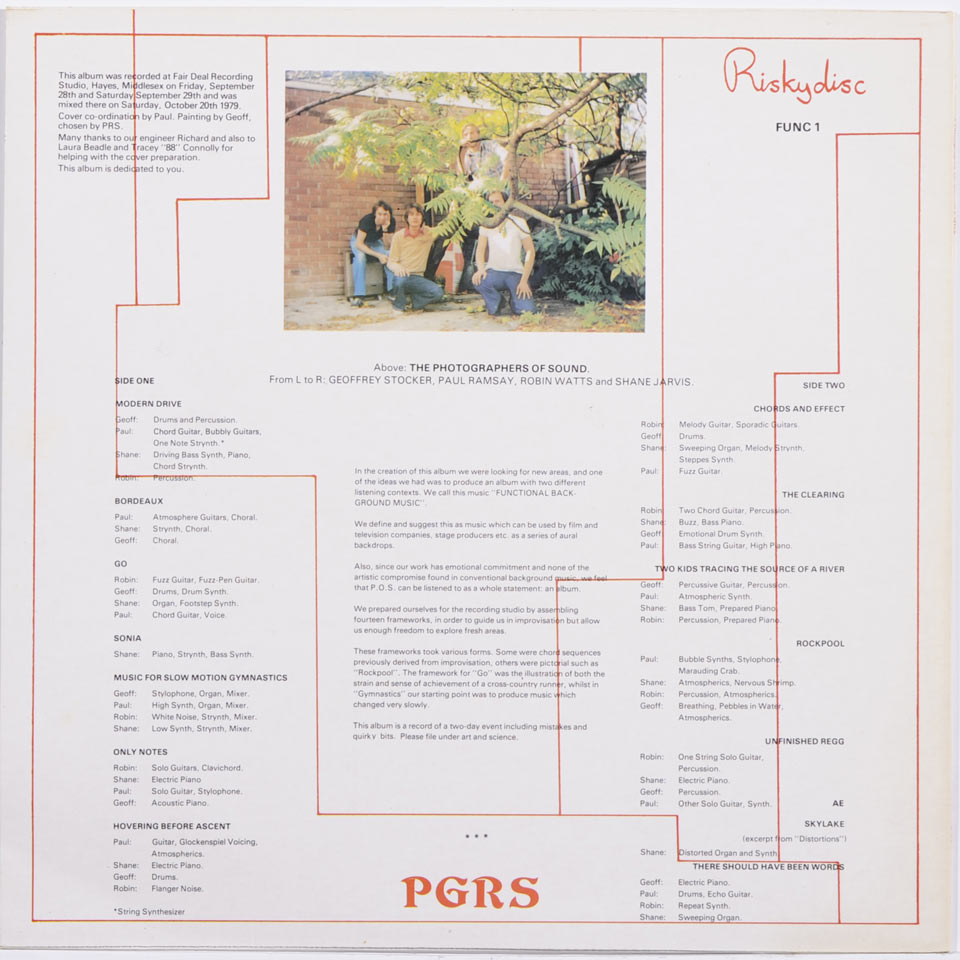 This album was recorded at Fair Deal Recording
Studio, Hayes, Middlesex on Friday, September
28th and Saturday September 29th and was
mixed there on Saturday, October 20th 1979.
Cover co-ordination by Paul. Painting by Geoff,
chosen by PRS.
Many thanks to our engineer Richard and also to
Laura Beadle and Tracey "88" Connolly for
helping with the cover preparation.
This album is dedicated to you.
Riskydisc
FUNC 1
Above: THE PHOTOGRAPHERS OF SOUND.
From L to R: GEOFFREY STOCKER, PAUL RAMSAY, ROBIN WATTS and SHANE JARVIS.
SIDE ONE
MODERN DRIVE
Geoff: Drums and Percussion.
Paul: Chord Guitar, Bubbly Guitars,
One Note Strynth.*
Shane: Driving Bass Synth, Piano,
Chord Strynth.
Robin: Percussion.
BORDEAUX
Paul: Atmosphere Guitars, Choral.
Shane: Strynth, Choral.
Geoff: Choral.
GO
Robin: Fuzz Guitar, Fuzz-Pen Guitar.
Geoff: Drums, Drum Synth.
Shane: Organ, Footstep Synth.
Paul: Chord Guitar, Voice.
SONIA
Shane: Piano, Strynth, Bass Synth.
MUSIC FOR SLOW MOTION GYMNASTICS
Geoff: Stylophone, Organ, Mixer.
Paul: High Synth, Organ, Mixer.
Robin: White Noise, Strynth, Mixer.
Shane: Low Synth, Strynth, Mixer.
ONLY NOTES
Robin: Solo Guitars, Clavichord.
Shane: Electric Piano
Paul: Solo Guitar, Stylophone.
Geoff: Acoustic Piano.
HOVERING BEFORE ASCENT
Paul: Guitar, Glockenspiel Voicing,
Atmospherics.
Shane: Electric Piano.
Geoff: Drums.
Robin: Flanger Noise.
*String Synthesizer
In the creation of this album we were looking for new areas, and one
of the ideas we had was to produce an album with two different
listening contexts. We call this music "FUNCTIONAL BACK-
GROUND MUSIC".
We define and suggest this as music which can be used by film and
television companies, stage producers etc. as a series of aural
backdrops.
Also, since our work has emotional commitment and none of the
artistic compromise found in conventional background music, we feel
that P.O.S. can be listened to as a whole statement: an album.
We prepared ourselves for the recording studio by assembling
fourteen frameworks, in order to guide us in improvisation but allow
us enough freedom to explore fresh areas.
These frameworks took various forms. Some were chord sequences
previously derived from improvisation, others were pictorial such as
"Rockpool". The framework for "Go" was the illustration of both the
strain and sense of achievement of a cross-country runner, whilst in
"Gymnastics" our starting point was to produce music which
changed very slowly.
This album is a record of a two-day event including mistakes and
quirky bits. Please file under art and science.
* * *
PGRS
SIDE TWO
CHORDS AND EFFECT
Robin: Melody Guitar, Sporadic Guitars.
Geoff: Drums.
Shane: Sweeping Organ, Melody Strynth,
Steppes Synth.
Paul: Fuzz Guitar.
THE CLEARING
Robin: Two Chord Guitar, Percussion.
Shane: Buzz, Bass Piano.
Geoff: Emotional Drum Synth.
Paul: Bass String Guitar, High Piano.
TWO KIDS TRACING THE SOURCE OF A RIVER
Geoff: Percussive Guitar, Percussion.
Paul: Atmospheric Synth.
Shane: Bass Tom, Prepared Piano.
Robin: Percussion, Prepared Piano.
ROCKPOOL
Paul: Bubble Synths, Stylophone,
Marauding Crab.
Shane: Atmospherics, Nervous Shrimp.
Robin: Percussion, Atmospherics.
Geoff: Breathing, Pebbles in Water,
Atmospherics.
UNFINISHED REGG
Robin: One String Solo Guitar,
Percussion.
Shane: Electric Piano.
Geoff: Percussion.
Paul: Other Solo Guitar, Synth.
AE
SKYLAKE
(excerpt from "Distortions")
Shane: Distorted Organ and Synth.
THERE SHOULD HAVE BEEN WORDS
Geoff: Electric Piano.
Paul: Drums, Echo Guitar.
Robin: Repeat Synth.
Shane: Sweeping Organ.